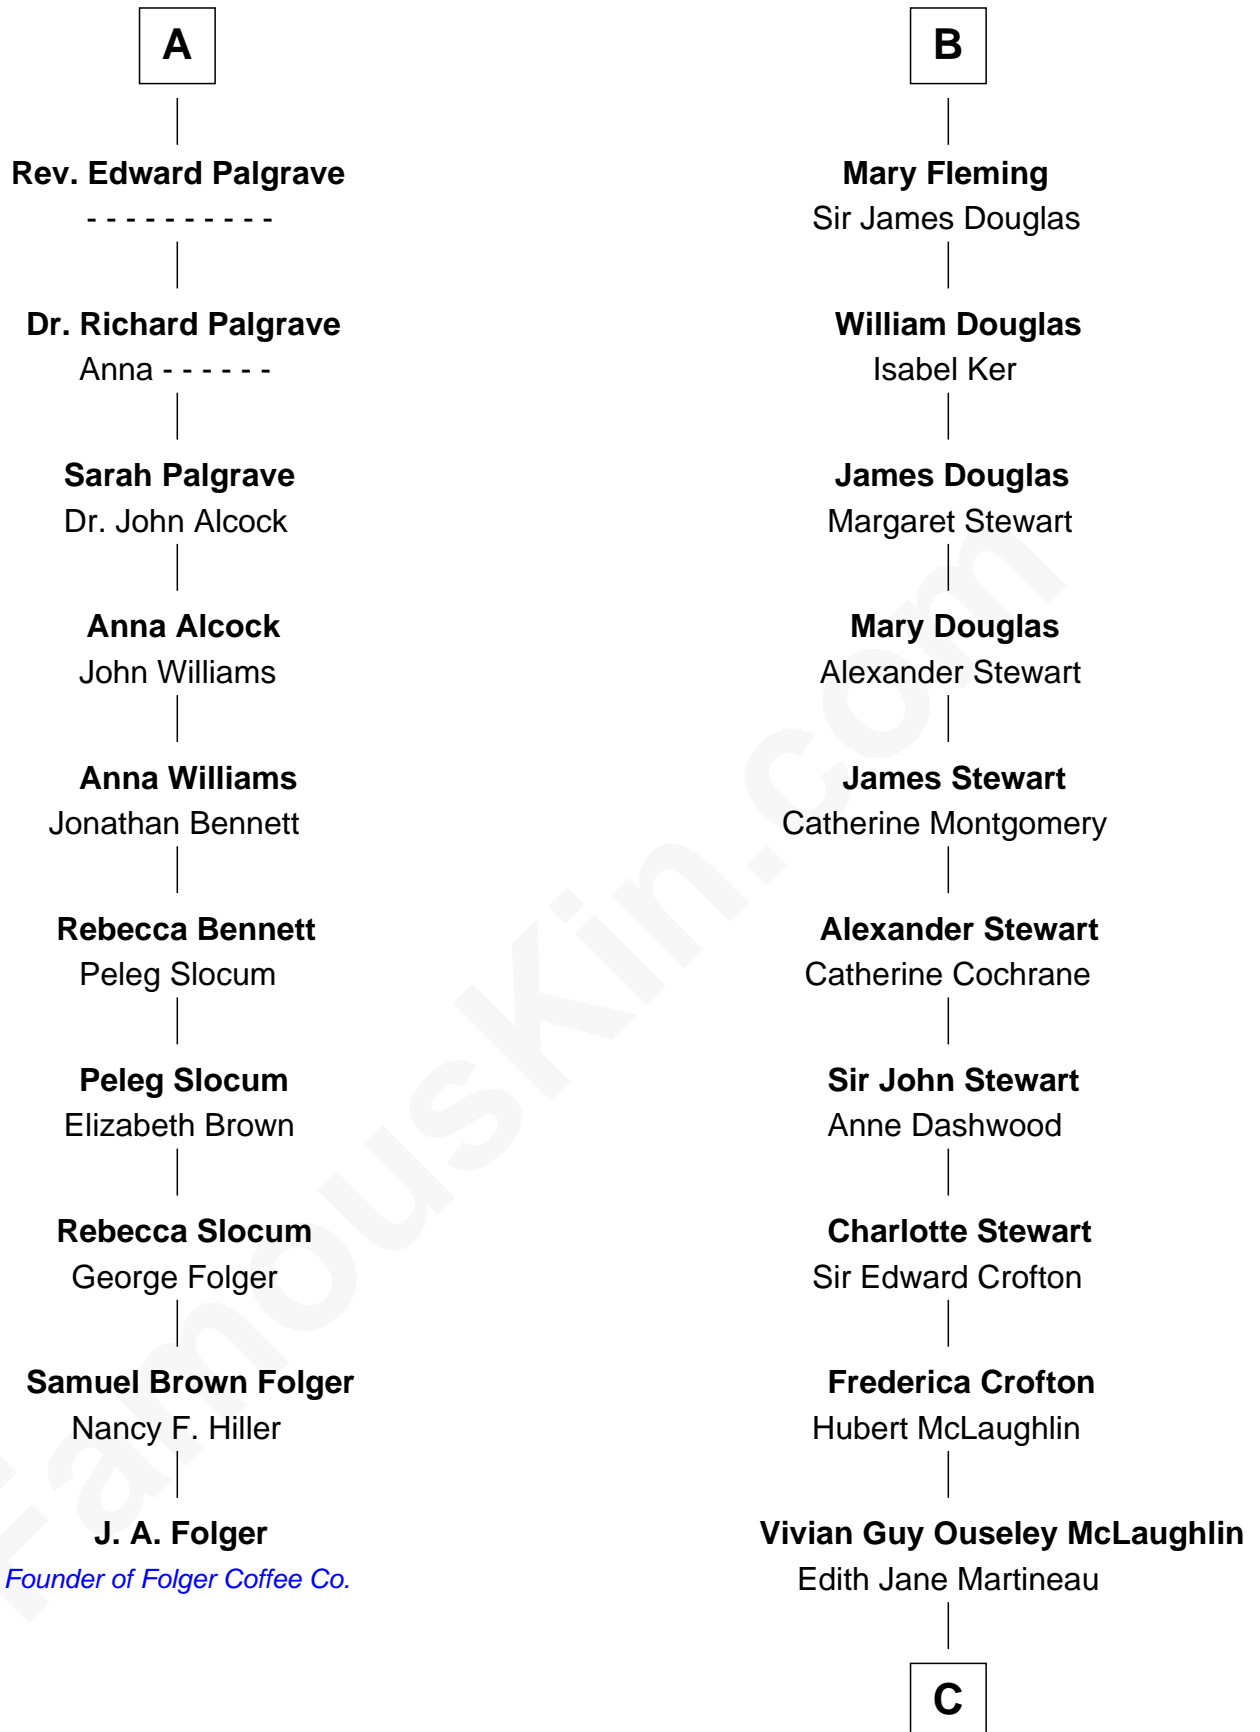 A
Rev. Edward Palgrave
- - - - - - - - - -
Dr. Richard Palgrave
Anna - - - - - -
Sarah Palgrave
Dr. John Alcock
Anna Alcock
John Williams
Anna Williams
Jonathan Bennett
Rebecca Bennett
Peleg Slocum
Peleg Slocum
Elizabeth Brown
Rebecca Slocum
George Folger
Samuel Brown Folger
Nancy F. Hiller
J. A. Folger
Founder of Folger Coffee Co.
B
Mary Fleming
Sir James Douglas
William Douglas
Isabel Ker
James Douglas
Margaret Stewart
Mary Douglas
Alexander Stewart
James Stewart
Catherine Montgomery
Alexander Stewart
Catherine Cochrane
Sir John Stewart
Anne Dashwood
Charlotte Stewart
Sir Edward Crofton
Frederica Crofton
Hubert McLaughlin
Vivian Guy Ouseley McLaughlin
Edith Jane Martineau
C
FamousKin.com